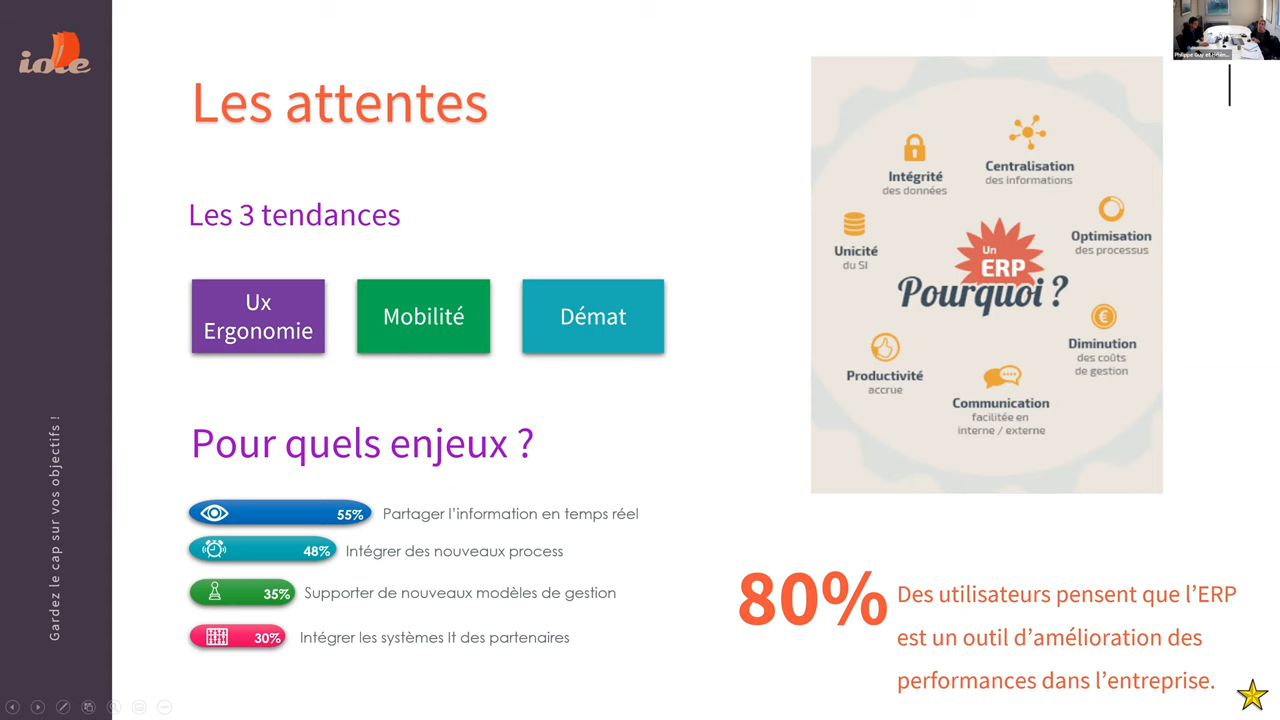 iole
Gardez le cap sur vos objectifs !
Les attentes
Les 3 tendances
Ux
Ergonomie
Mobilité
Démat
Pour quels enjeux ?
55% Partager l’information en temps réel
48% Intégrer des nouveaux process
35% Supporter de nouveaux modèles de gestion
30% Intégrer les systèmes It des partenaires
Intégrité
des données
Centralisation
des informations
Unicité
du SI
Optimisation
des processus
Un
ERP
Pourquoi ?
Diminution
des coûts
de gestion
Productivité
accrue
Communication
facilitée en
interne / externe
80%
Des utilisateurs pensent que l’ERP
est un outil d’amélioration des
performances dans l’entreprise.
Philippe Guy et